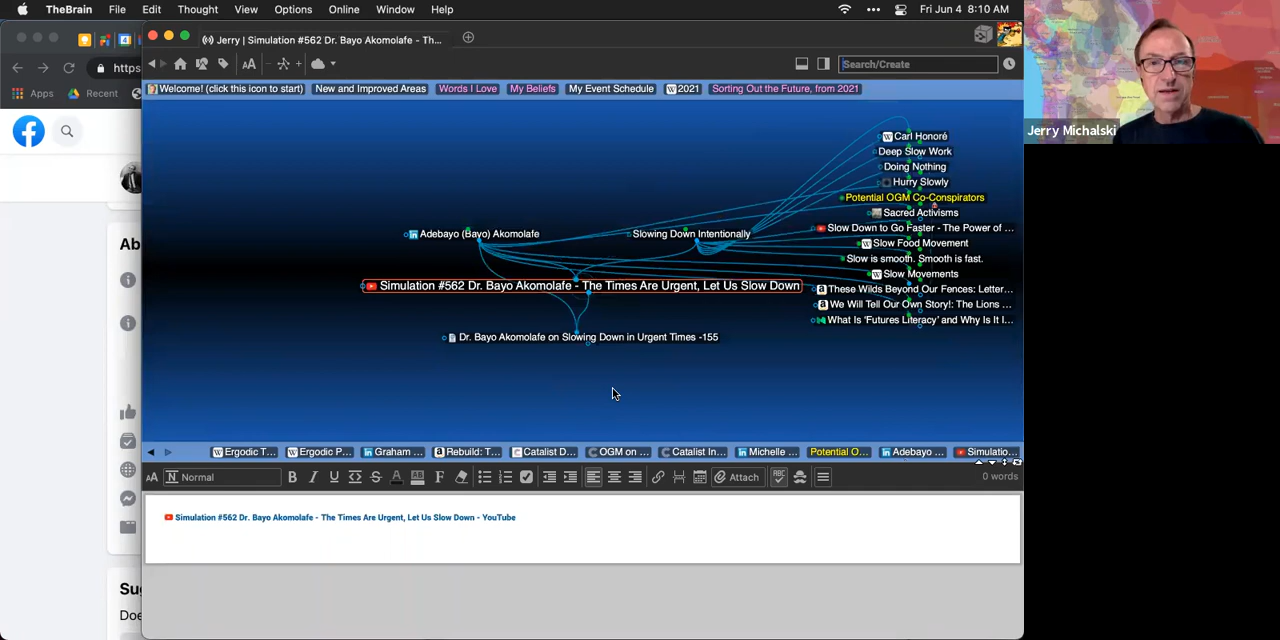 TheBrain File Edit View Thought Options Online Window Help Fri Jun 4 8:10 AM
Jerry | Simulation #562 Dr. Bayo Akomolafe - Th...
https
Search/Create
Apps Recent
Welcome! (click this icon to start) New and Improved Areas Words I Love My Beliefs My Event Schedule 2021 Sorting Out the Future, from 2021
Jerry Michalski
Carl Honoré
Deep Slow Work
Doing Nothing
Hurry Slowly
Potential OGM Co-Conspirators
Sacred Activisms
Slow Down to Go Faster - The Power of ...
Adebayo (Bayo) Akomolafe
Slowing Down Intentionally
Slow Food Movement
Slow is smooth. Smooth is fast.
Slow Movements
Simulation #562 Dr. Bayo Akomolafe - The Times Are Urgent, Let Us Slow Down
These Wilds Beyond Our Fences: Letter...
We Will Tell Our Own Story!: The Lions ...
What Is 'Futures Literacy' and Why Is It I...
Dr. Bayo Akomolafe on Slowing Down in Urgent Times -155
Ab
Ergodic T... Ergodic P... Graham ... Rebuild: T... Catalist D... OGM on ... Catalist In... Michelle ... Potential O... Adebayo ... Simulatio...
Normal
Attach
0 words
Simulation #562 Dr. Bayo Akomolafe - The Times Are Urgent, Let Us Slow Down - YouTube
Su
Doe